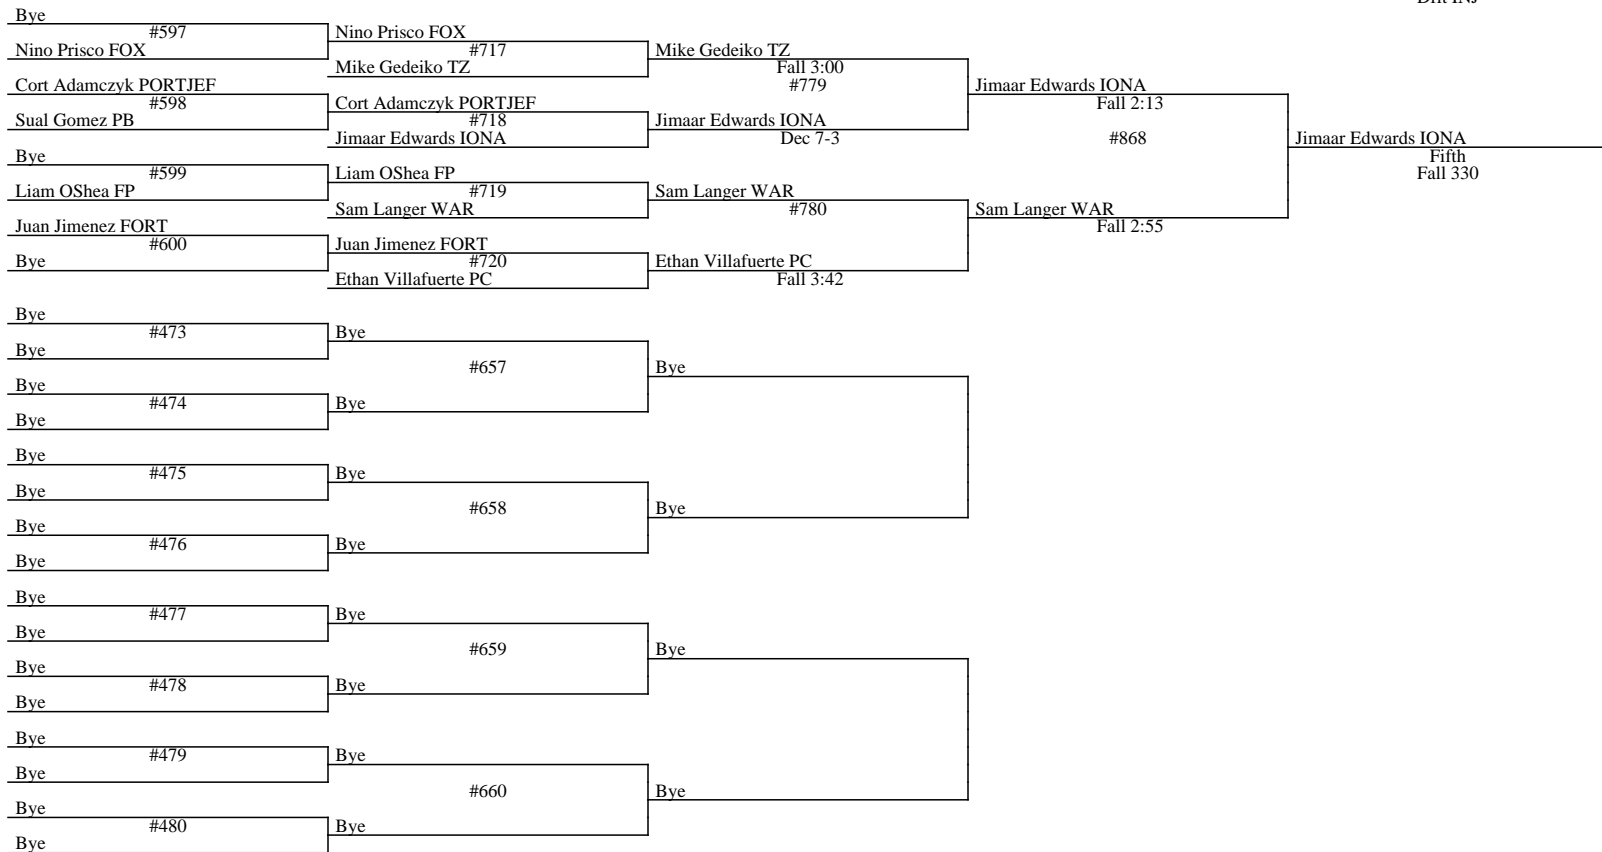 Bye
#597
Nino Prisco FOX
Cort Adamczyk PORTJEF
#598
Sual Gomez PB
Bye
#599
Liam OShea FP
Juan Jimenez FORT
#600
Bye
Nino Prisco FOX
#717
Mike Gedeiko TZ
Cort Adamczyk PORTJEF
#718
Jimaar Edwards IONA
Liam OShea FP
#719
Sam Langer WAR
Juan Jimenez FORT
#720
Ethan Villafuerte PC
Mike Gedeiko TZ
Fall 3:00
#779
Jimaar Edwards IONA
Dec 7-3
Sam Langer WAR
#780
Ethan Villafuerte PC
Fall 3:42
Jimaar Edwards IONA
Fall 2:13
#868
Sam Langer WAR
Fall 2:55
Jimaar Edwards IONA
Fifth
Fall 330
Bye
#473
Bye
Bye
#474
Bye
Bye
#475
Bye
Bye
#476
Bye
Bye
#477
Bye
Bye
#478
Bye
Bye
#479
Bye
Bye
#480
Bye
Bye
#657
Bye
Bye
#658
Bye
Bye
#659
Bye
Bye
#660
Bye
Bye
Bye
Bye
Bye